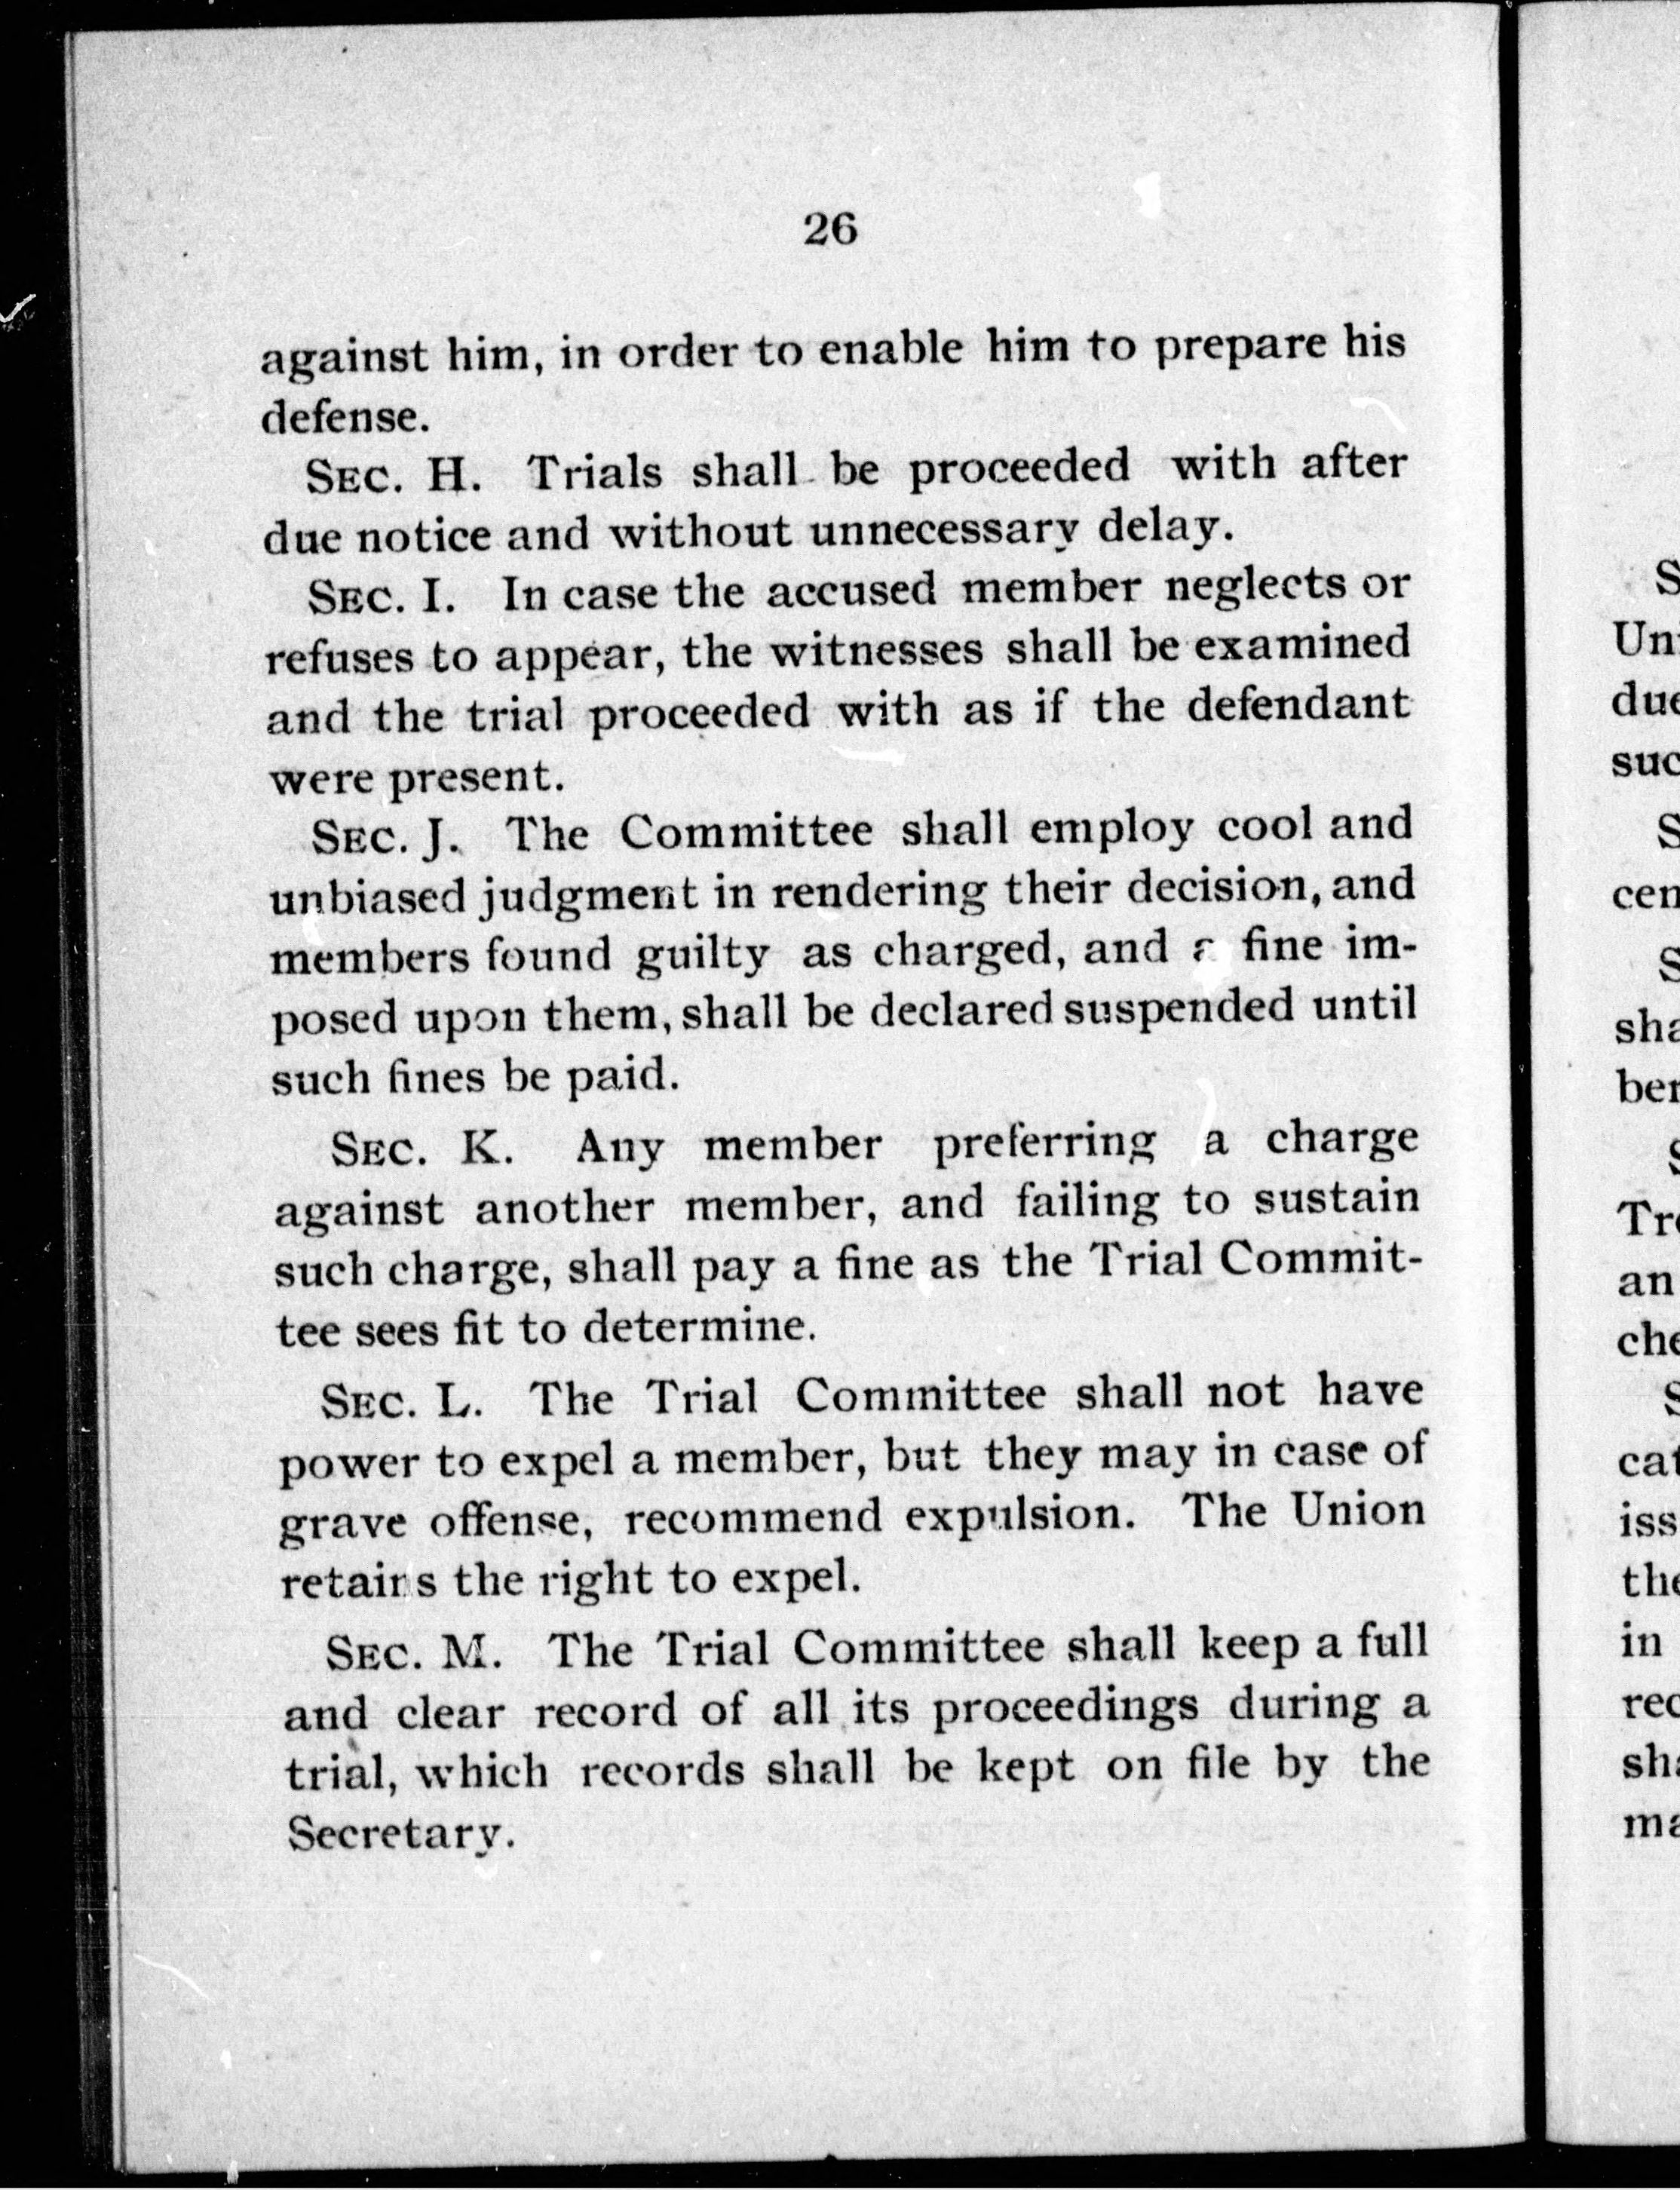 26
against him, in order to enable him to prepare his
defense.
SEC. H. Trials shall be proceeded with after
due notice and without unnecessary delay.
SEC. I. In case the accused member neglects or
refuses to appear, the witnesses shall be examined
and the trial proceeded with as if the defendant
were present.
SEC. J. The Committee shall employ cool and
unbiased judgment in rendering their decision, and
members found guilty as charged, and a fine im-
posed upon them, shall be declared suspended until
such fines be paid.
SEC. K. Any member preferring a charge
against another member, and failing to sustain
such charge, shall pay a fine as the Trial Commit-
tee sees fit to determine.
SEC. L. The Trial Committee shall not have
power to expel a member, but they may in case of
grave offense, recommend expulsion. The Union
retains the right to expel.
SEC. M. The Trial Committee shall keep a full
and clear record of all its proceedings during a
trial, which records shall be kept on file by the
Secretary.